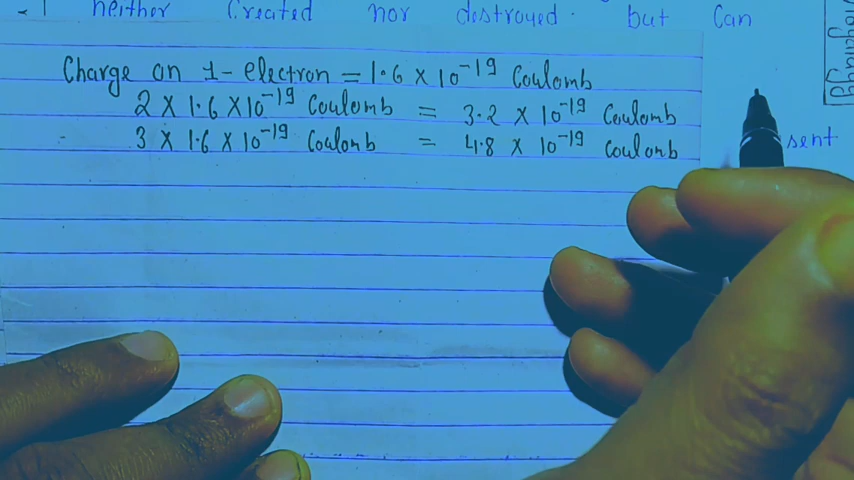 neither created nor destroyed. but can
Charge on 1-electron = 1.6 × 10⁻¹⁹ Coulomb
2 × 1.6 × 10⁻¹⁹ Coulomb = 3.2 × 10⁻¹⁹ Coulomb
3 × 1.6 × 10⁻¹⁹ Coulomb = 4.8 × 10⁻¹⁹ coulomb
sent